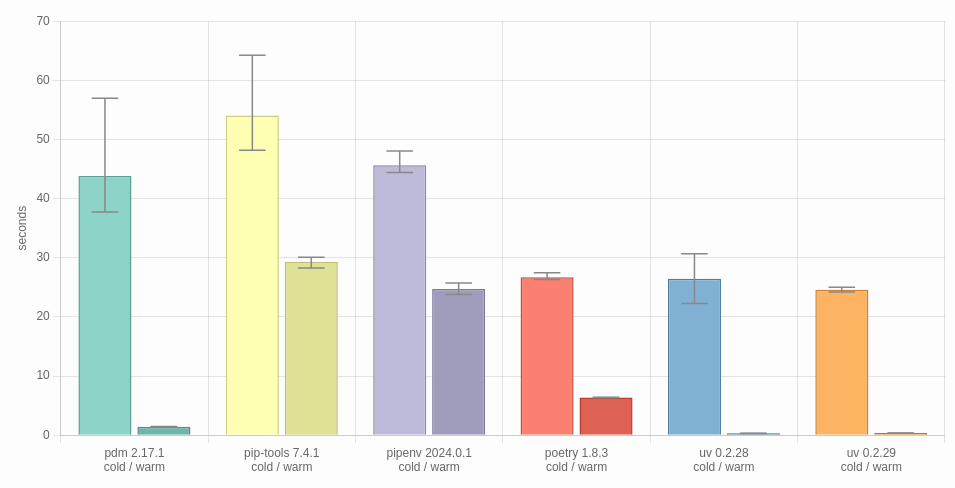 70
60
50
40
30
20
10
0
seconds
pdm 2.17.1
cold / warm
pip-tools 7.4.1
cold / warm
pipenv 2024.0.1
cold / warm
poetry 1.8.3
cold / warm
uv 0.2.28
cold / warm
uv 0.2.29
cold / warm